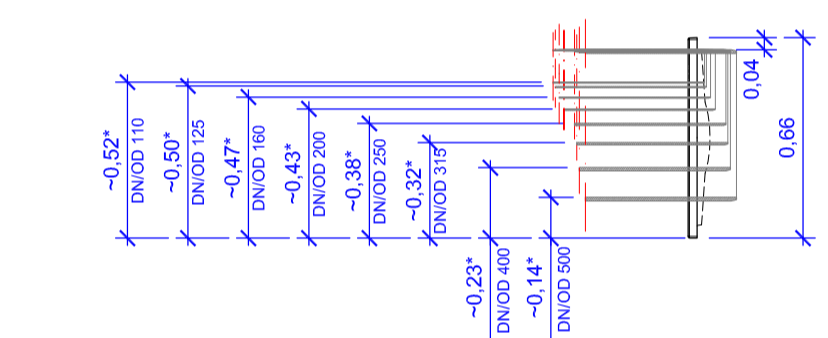 ~0,52*
DN/OD 110
~0,50*
DN/OD 125
~0,47*
DN/OD 160
~0,43*
DN/OD 200
~0,38*
DN/OD 250
~0,32*
DN/OD 315
~0,23*
DN/OD 400
~0,14*
DN/OD 500
0,04
0,66